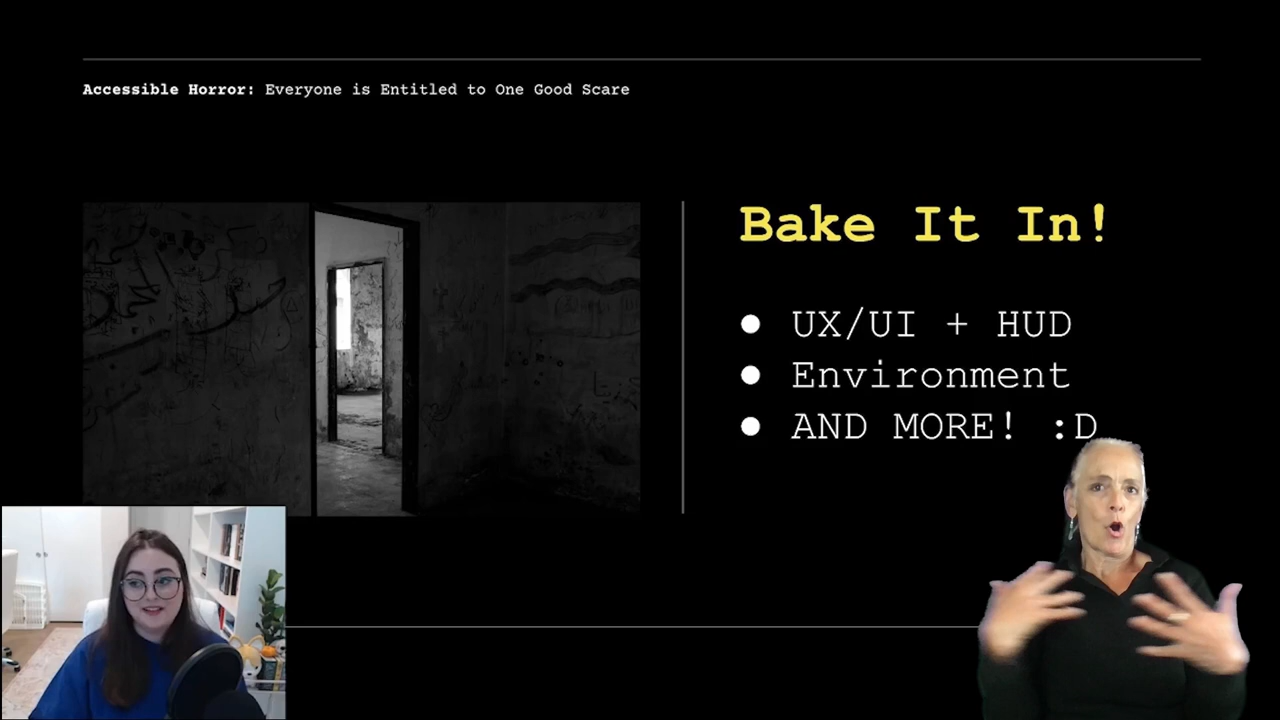 Accessible Horror: Everyone is Entitled to One Good Scare
Bake It In!
● UX/UI + HUD
● Environment
● AND MORE! :D